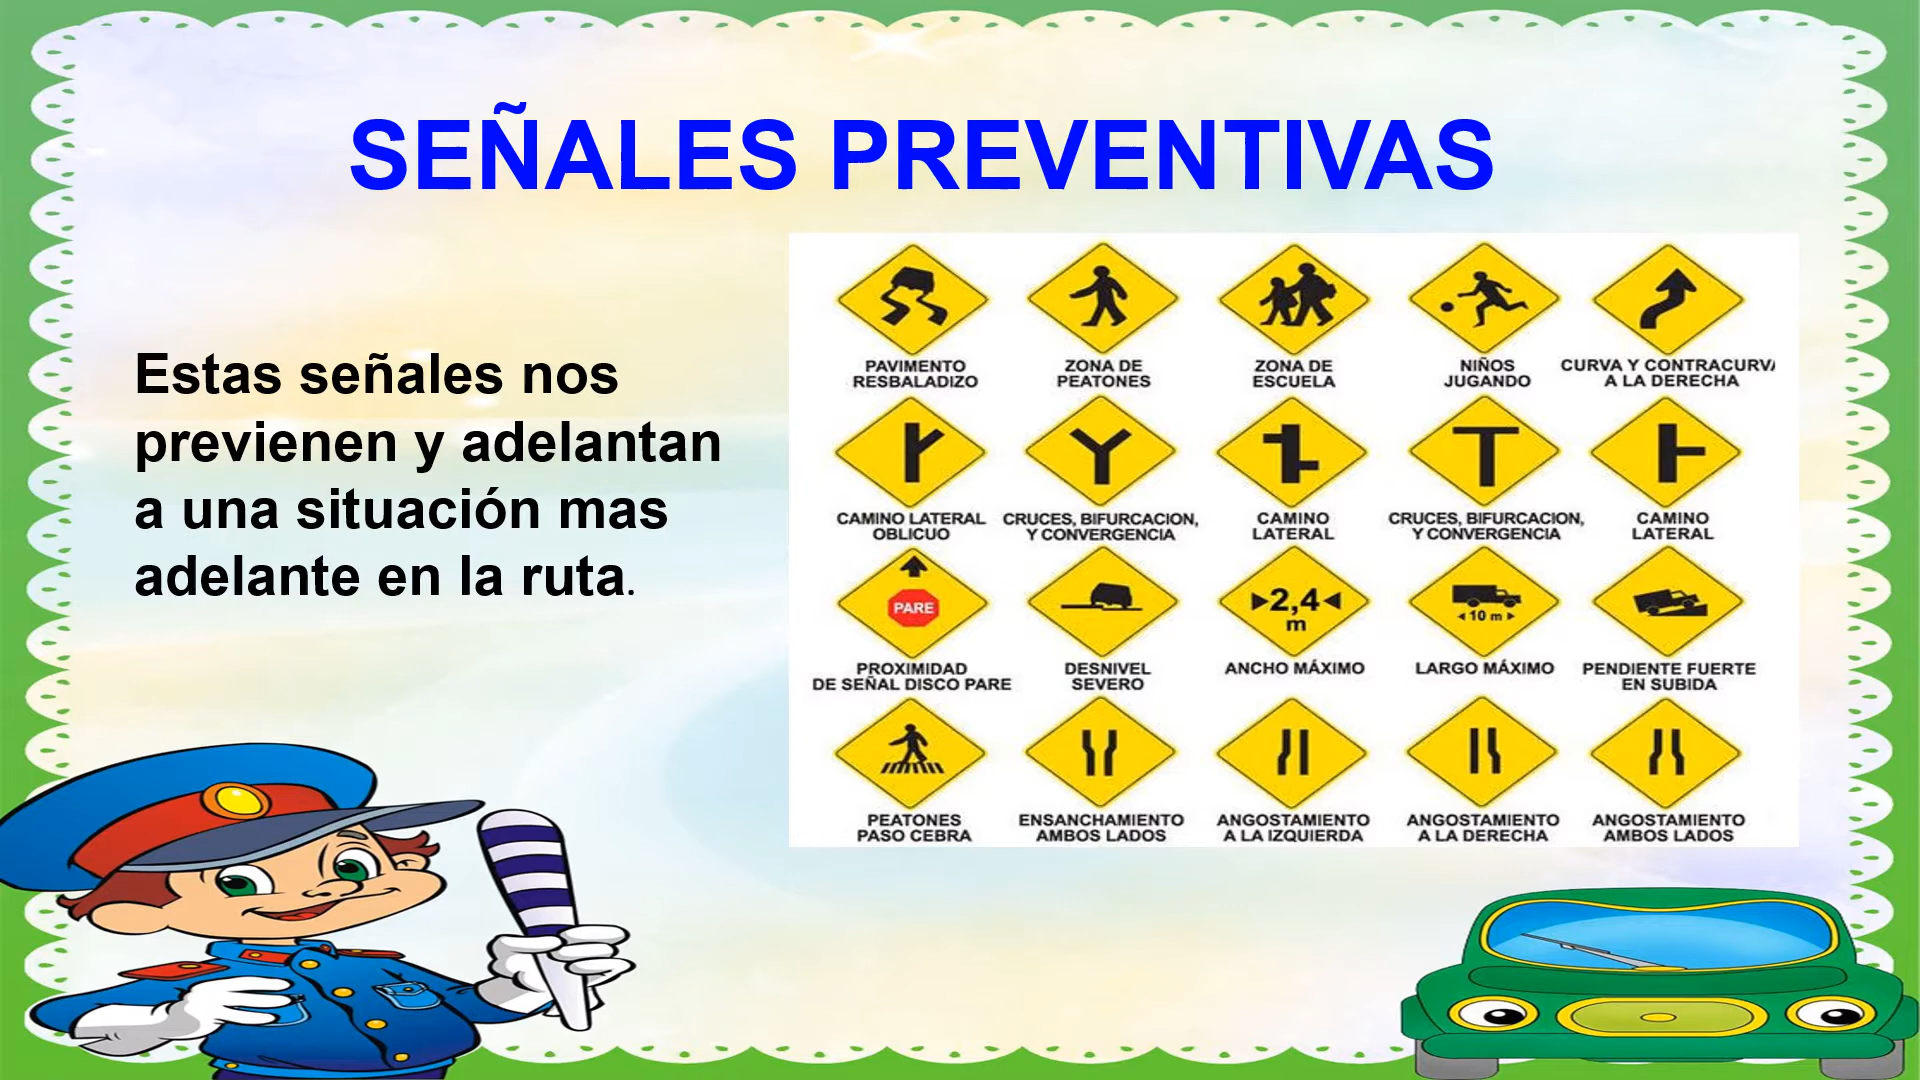 SEÑALES PREVENTIVAS
Estas señales nos
previenen y adelantan
a una situación mas
adelante en la ruta.
PAVIMENTO
RESBALADIZO
ZONA DE
PEATONES
ZONA DE
ESCUELA
NIÑOS
JUGANDO
CURVA Y CONTRACURVA
A LA DERECHA
CAMINO LATERAL
OBLICUO
CRUCES, BIFURCACION,
Y CONVERGENCIA
CAMINO
LATERAL
CRUCES, BIFURCACION,
Y CONVERGENCIA
CAMINO
LATERAL
PARE
PROXIMIDAD
DE SEÑAL DISCO PARE
DESNIVEL
SEVERO
2,4
m
ANCHO MÁXIMO
10 m
LARGO MÁXIMO
PENDIENTE FUERTE
EN SUBIDA
PEATONES
PASO CEBRA
ENSANCHAMIENTO
AMBOS LADOS
ANGOSTAMIENTO
A LA IZQUIERDA
ANGOSTAMIENTO
A LA DERECHA
ANGOSTAMIENTO
AMBOS LADOS